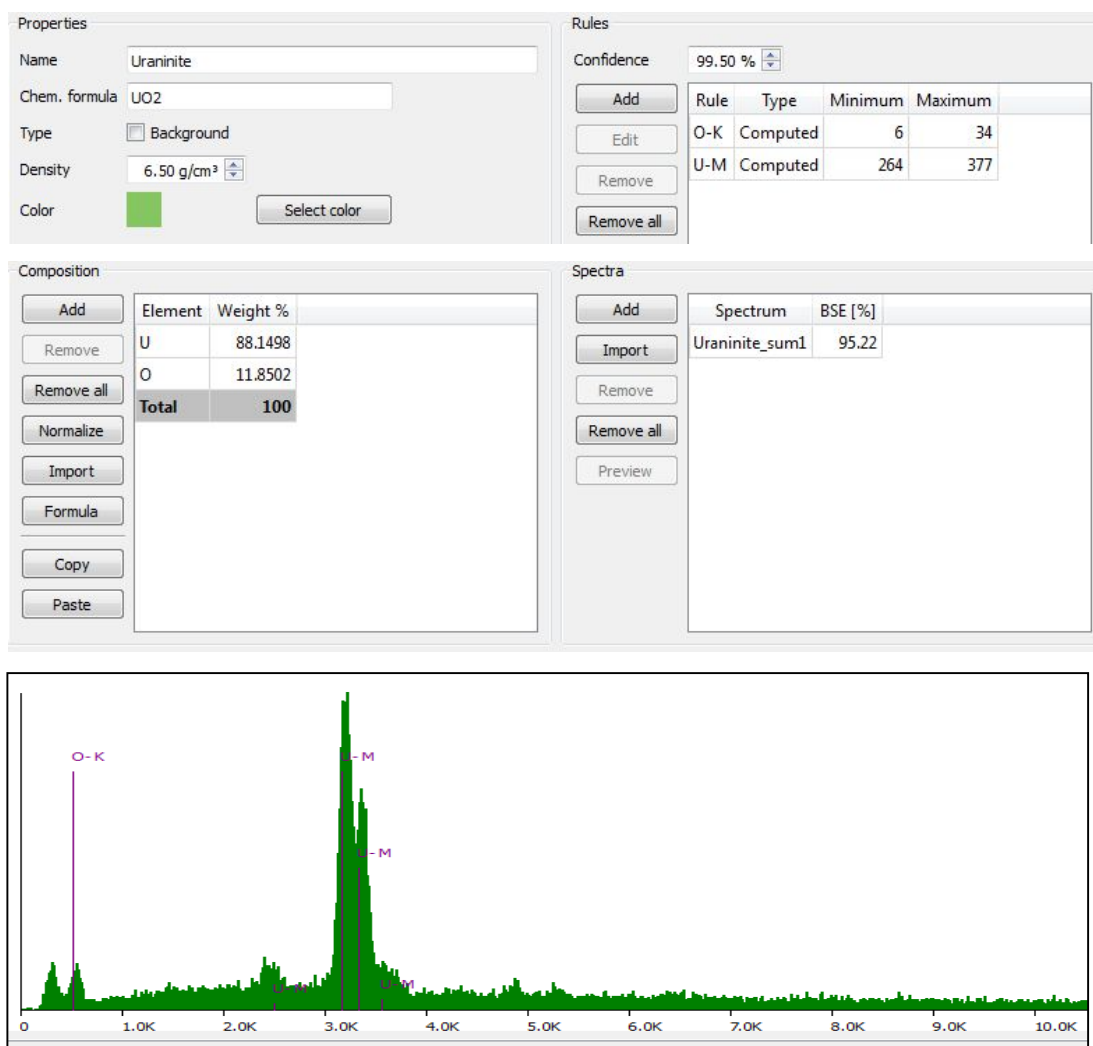 Properties
Name Uraninite
Chem. formula UO2
Type Background
Density 6.50 g/cm³
Color Select color
Rules
Confidence 99.50 %
Add
Edit
Remove
Remove all
Rule Type Minimum Maximum
O-K Computed 6 34
U-M Computed 264 377
Composition
Add
Remove
Remove all
Normalize
Import
Formula
Copy
Paste
Element Weight %
U 88.1498
O 11.8502
Total 100
Spectra
Add
Import
Remove
Remove all
Preview
Spectrum BSE [%]
Uraninite_sum1 95.22
O-K
U-M
U-M
U-M
U-M
0 1.0K 2.0K 3.0K 4.0K 5.0K 6.0K 7.0K 8.0K 9.0K 10.0K